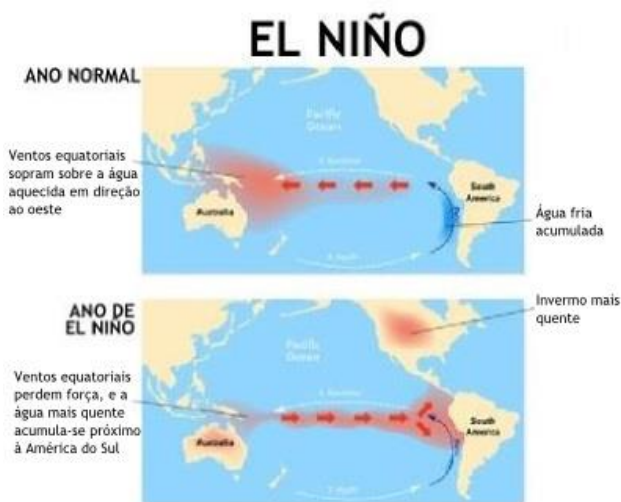 EL NIÑO
ANO NORMAL
Pacific
Ocean
Ventos equatoriais
sopram sobre a água
aquecida em direção
ao oeste
Australia
South
America
Água fria
acumulada
ANO DE
EL NIÑO
Invermo mais
quente
Pacific
Ocean
Ventos equatoriais
perdem força, e a
água mais quente
acumula-se próximo
à América do Sul
Australia
South
America